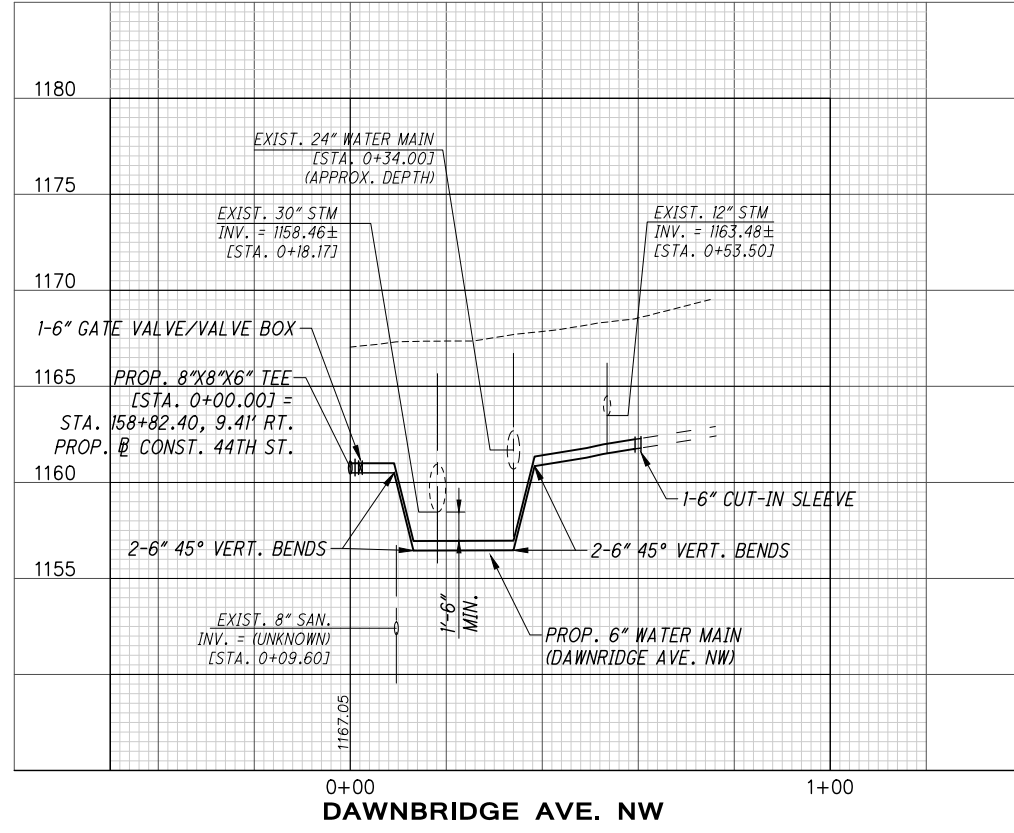 1180
EXIST. 24" WATER MAIN
[STA. 0+34.00]
(APPROX. DEPTH)
1175
EXIST. 30" STM
INV. = 1158.46±
[STA. 0+18.17]
EXIST. 12" STM
INV. = 1163.48±
[STA. 0+53.50]
1170
1-6" GATE VALVE/VALVE BOX
1165
PROP. 8"X8"X6" TEE
[STA. 0+00.00] =
STA. 158+82.40, 9.41' RT.
PROP. ℄ CONST. 44TH ST.
1160
1-6" CUT-IN SLEEVE
2-6" 45° VERT. BENDS
2-6" 45° VERT. BENDS
1155
1'-6"
MIN.
EXIST. 8" SAN.
INV. = (UNKNOWN)
[STA. 0+09.60]
PROP. 6" WATER MAIN
(DAWNRIDGE AVE. NW)
1167.05
0+00
1+00
DAWNBRIDGE AVE. NW